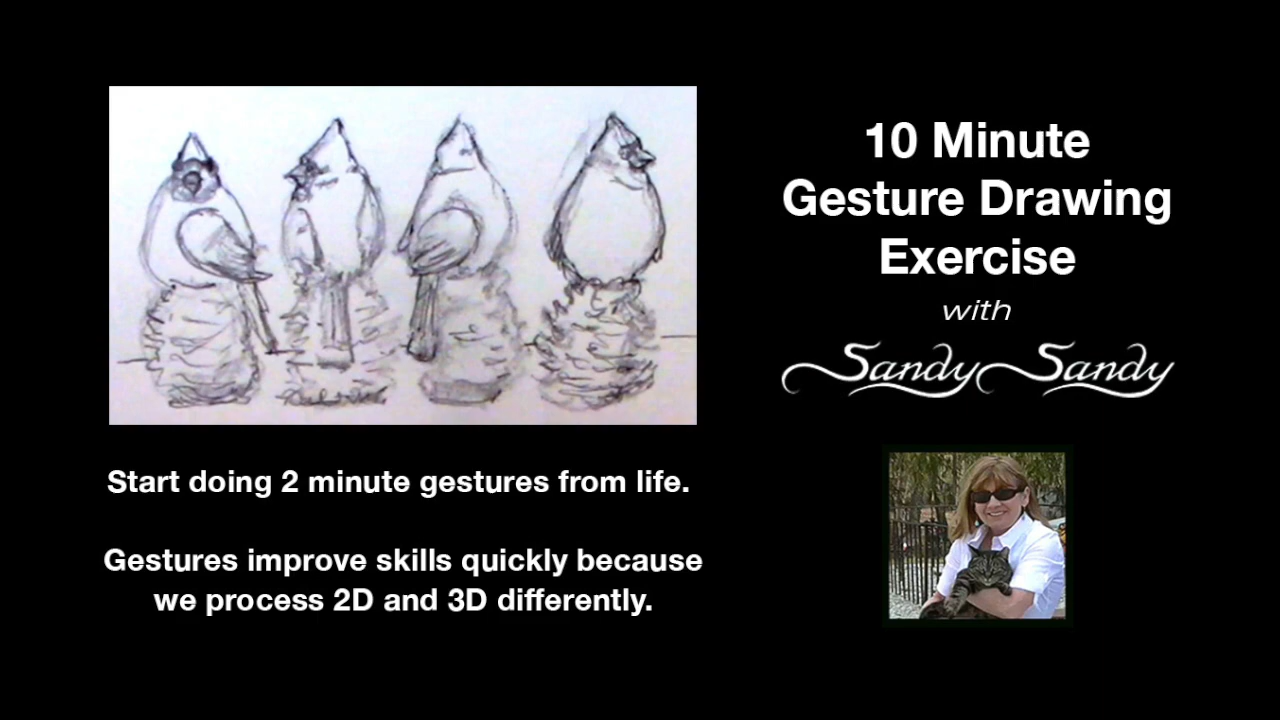 10 Minute
Gesture Drawing
Exercise
with
Sandy Sandy
Start doing 2 minute gestures from life.
Gestures improve skills quickly because
we process 2D and 3D differently.